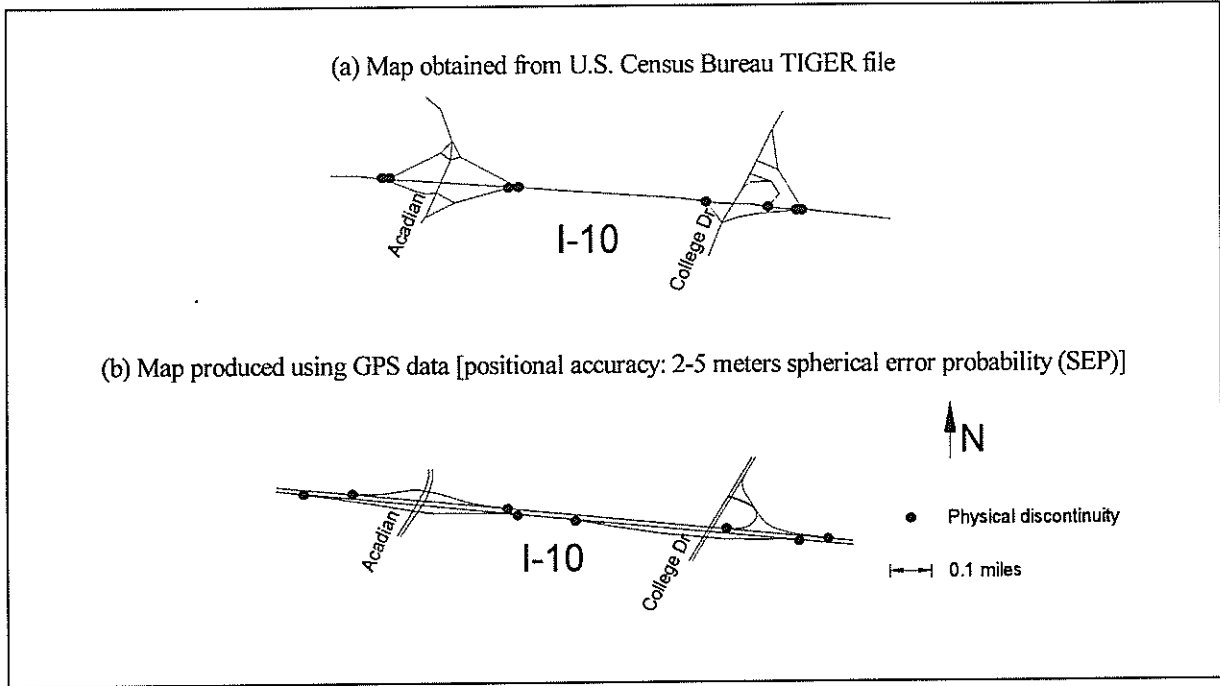 (a) Map obtained from U.S. Census Bureau TIGER file
Acadian
I-10
College Dr
(b) Map produced using GPS data [positional accuracy: 2-5 meters spherical error probability (SEP)]
N
Acadian
I-10
College Dr
Physical discontinuity
0.1 miles